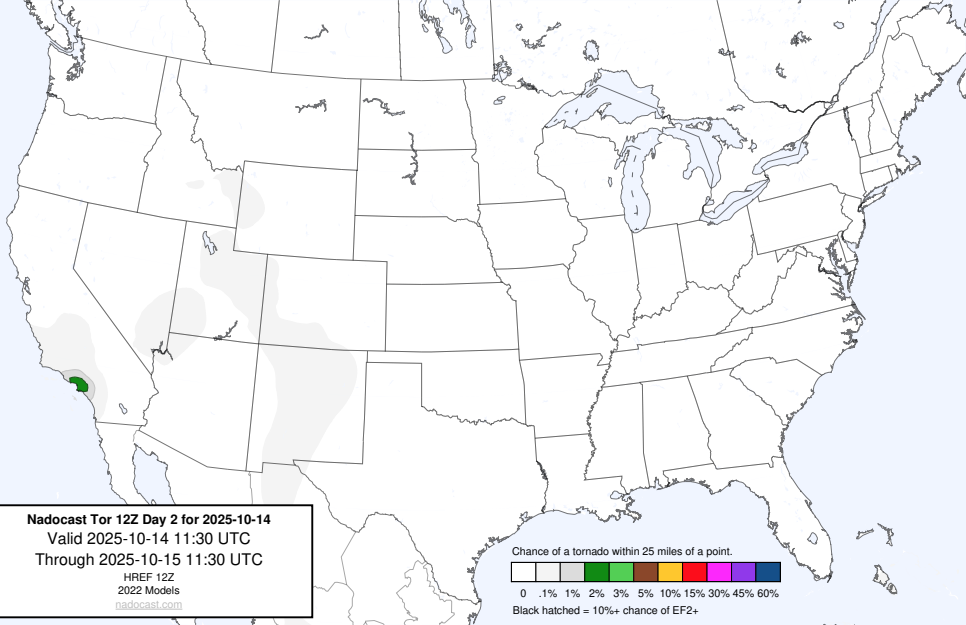 Nadocast Tor 12Z Day 2 for 2025-10-14
Valid 2025-10-14 11:30 UTC
Through 2025-10-15 11:30 UTC
HREF 12Z
2022 Models
nadocast.com
Chance of a tornado within 25 miles of a point.
0 .1% 1% 2% 3% 5% 10% 15% 30% 45% 60%
Black hatched = 10%+ chance of EF2+